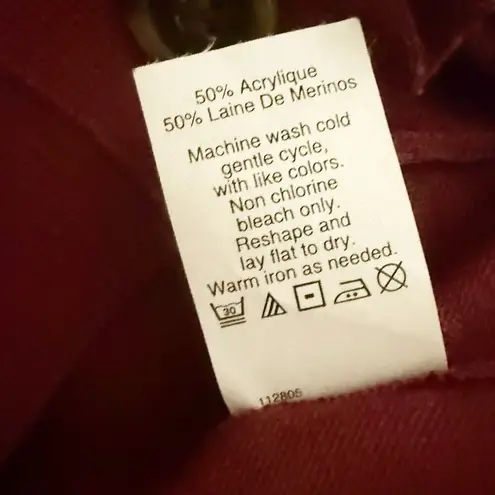 50% Acrylique
50% Laine De Merinos
Machine wash cold
gentle cycle,
with like colors.
Non chlorine
bleach only.
Reshape and
lay flat to dry.
Warm iron as needed.
30
112805